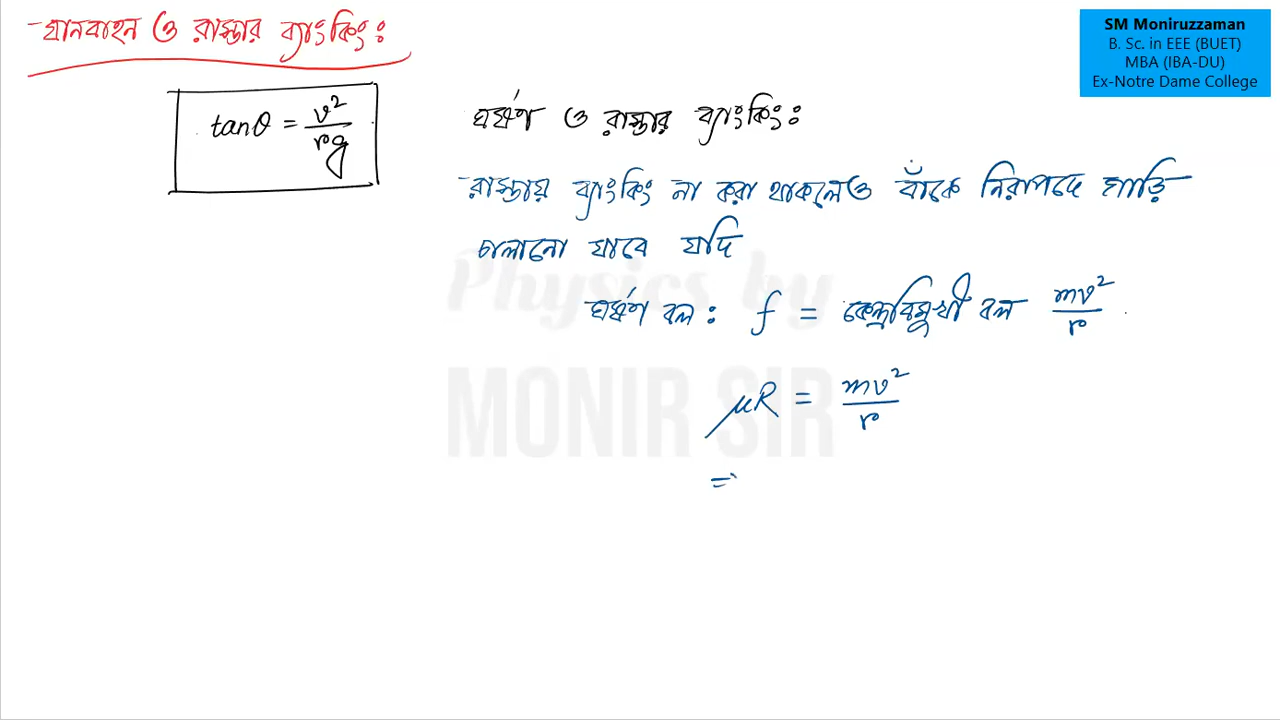 যানবাহন ও রাস্তার ব্যাংকিং:
SM Moniruzzaman
B. Sc. in EEE (BUET)
MBA (IBA-DU)
Ex-Notre Dame College
tanθ = v²/rg
ঘর্ষণ ও রাস্তার ব্যাংকিং:
রাস্তায় ব্যাংকিং না করা থাকলেও বাঁকে নিরাপদে গাড়ি
চালানো যাবে যদি
ঘর্ষণ বল: f = কেন্দ্রবিমুখী বল mv²/r
μR = mv²/r
⇒
Physics by
MONIR SIR